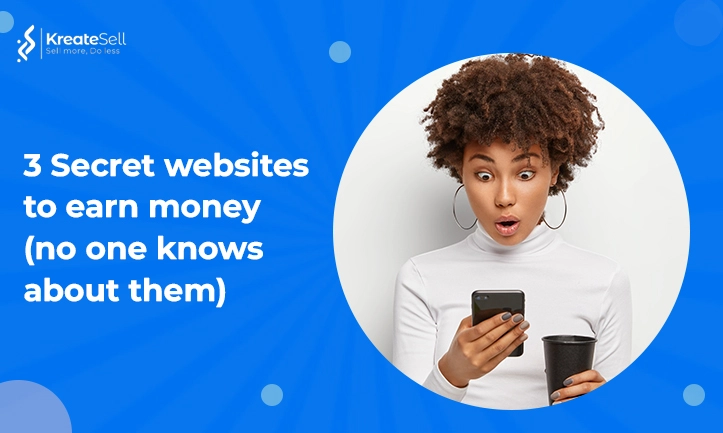 KreateSell
Sell more, Do less
3 Secret websites
to earn money
(no one knows
about them)